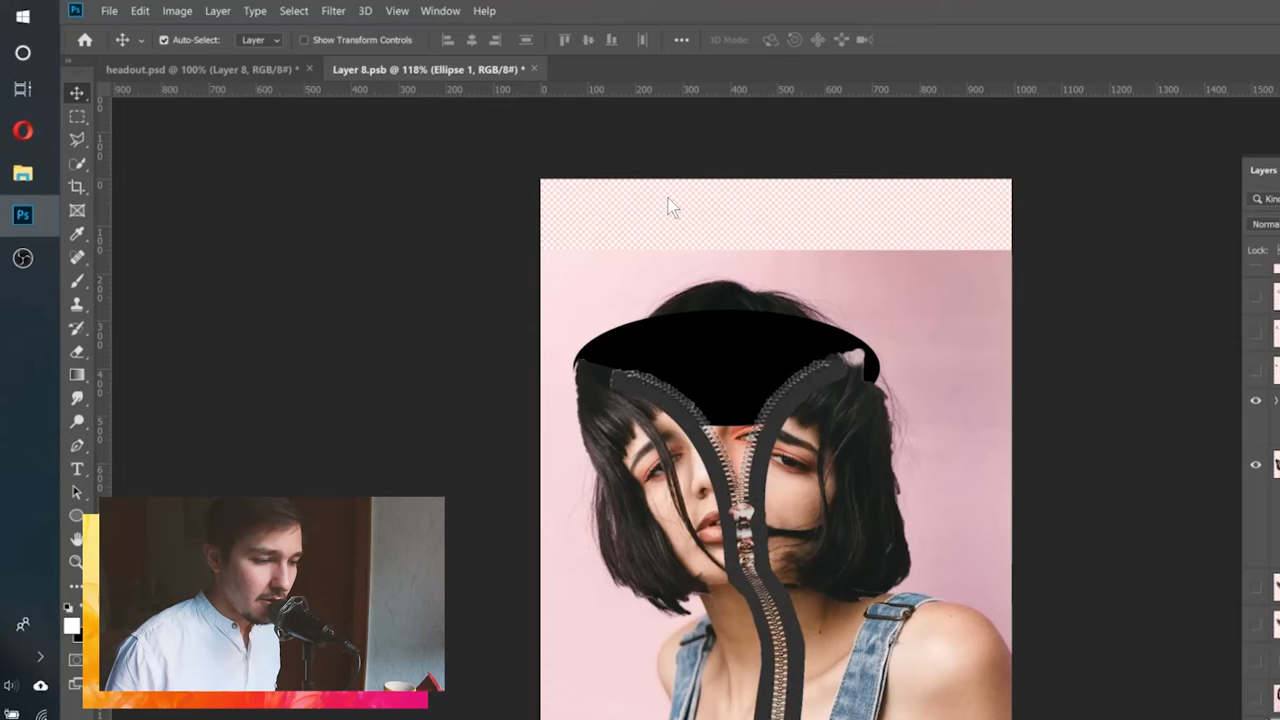 Ps File Edit Image Layer Type Select Filter 3D View Window Help
Auto-Select: Layer Show Transform Controls 3D Mode:
headout.psd @ 100% (Layer 8, RGB/8#) * Layer 8.psb @ 118% (Ellipse 1, RGB/8#) *
900 800 700 600 500 400 300 200 100 0 100 200 300 400 500 600 700 800 900 1000 1100 1200 1300 1400 1500
Layers
Kin
Norma
Lock:
Ps
T